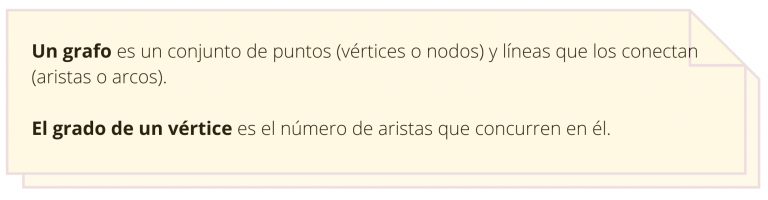 Un grafo es un conjunto de puntos (vértices o nodos) y líneas que los conectan
(aristas o arcos).
El grado de un vértice es el número de aristas que concurren en él.